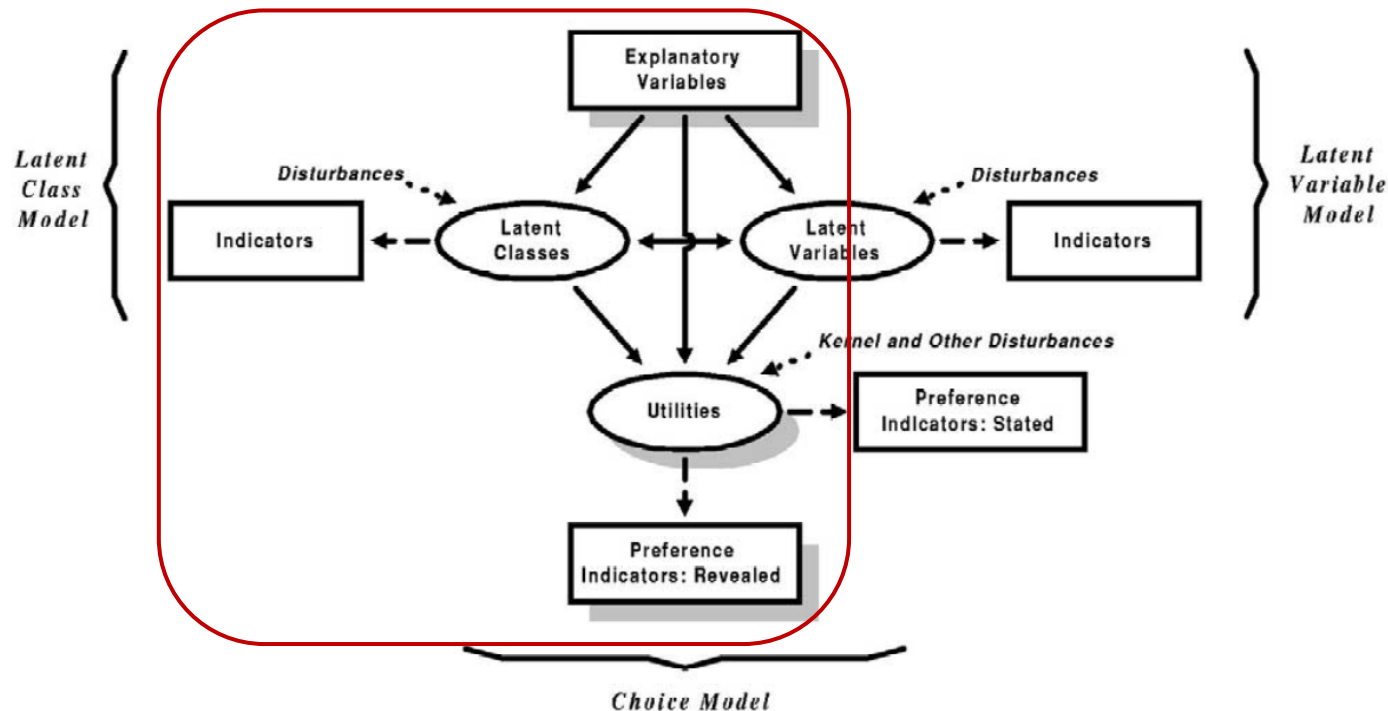 Explanatory
Variables
Latent
Class
Model
Disturbances
Disturbances
Latent
Variable
Model
Indicators
Latent
Classes
Latent
Variables
Indicators
Kernel and Other Disturbances
Utilities
Preference
Indicators: Stated
Preference
Indicators: Revealed
Choice Model